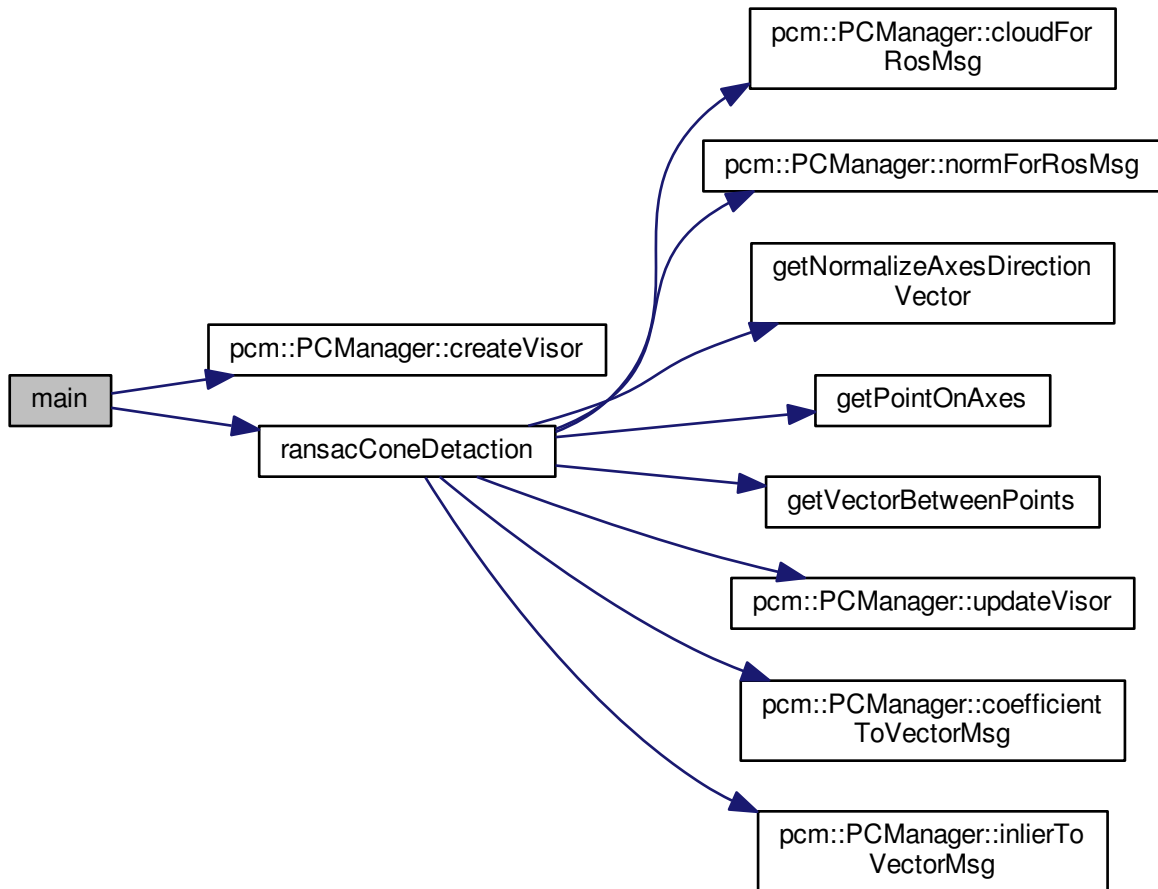 pcm::PCManager::cloudFor
RosMsg
pcm::PCManager::normForRosMsg
getNormalizeAxesDirection
Vector
pcm::PCManager::createVisor
main
getPointOnAxes
ransacConeDetaction
getVectorBetweenPoints
pcm::PCManager::updateVisor
pcm::PCManager::coefficient
ToVectorMsg
pcm::PCManager::inlierTo
VectorMsg